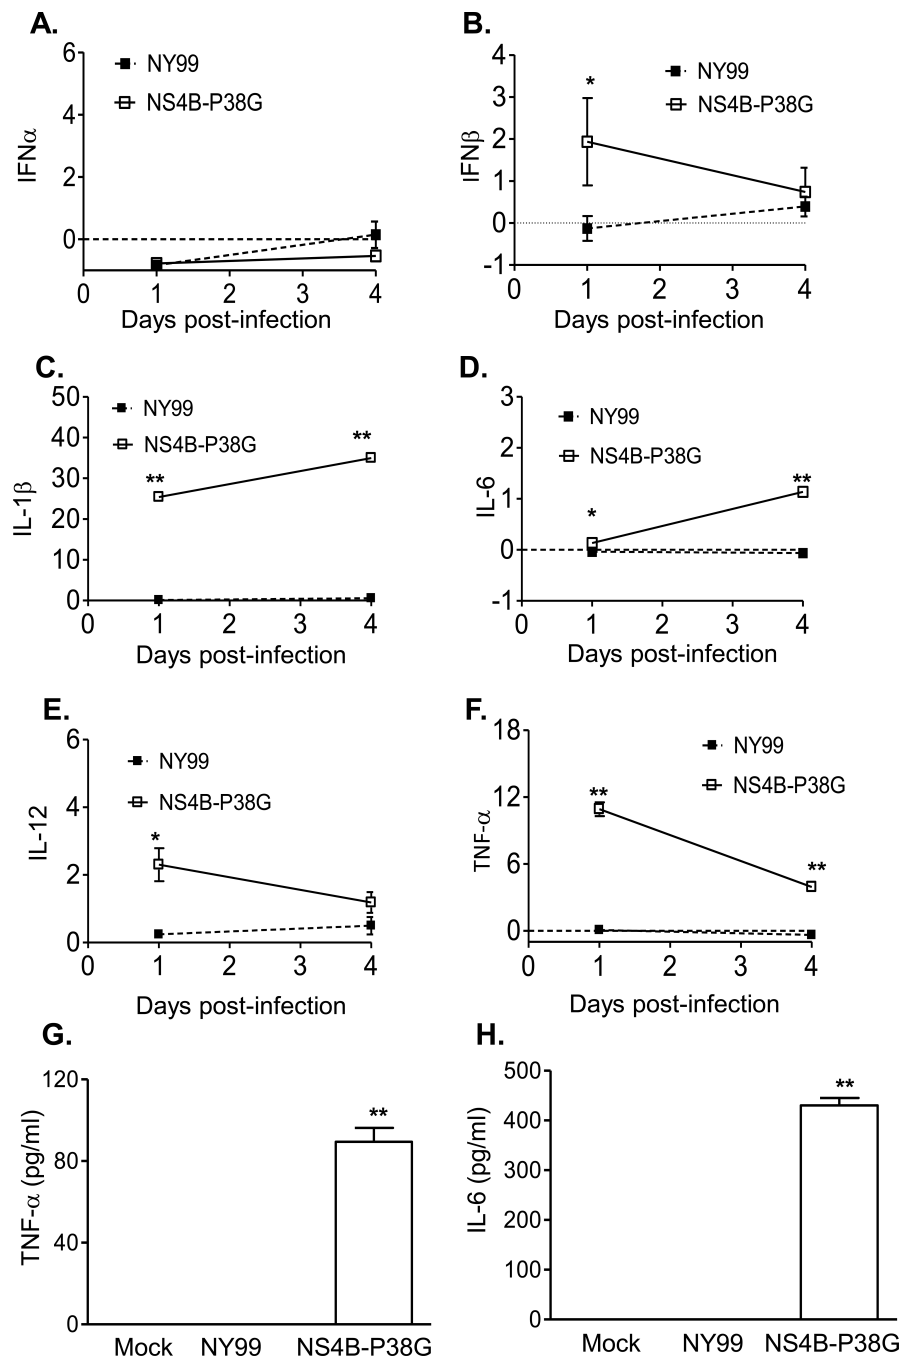 A.
6
4
2
0
IFNα
NY99
NS4B-P38G
0 1 2 3 4
Days post-infection
B.
4
3
2
1
0
-1
IFNβ
NY99
NS4B-P38G
*
0 1 2 3 4
Days post-infection
C.
50
40
30
20
10
0
IL-1β
NY99
NS4B-P38G
**
**
0 1 2 3 4
Days post-infection
D.
3
2
1
0
-1
IL-6
NY99
NS4B-P38G
*
**
0 1 2 3 4
Days post-infection
E.
6
4
2
0
IL-12
NY99
NS4B-P38G
*
0 1 2 3 4
Days post-infection
F.
18
12
6
0
TNF-α
NY99
NS4B-P38G
**
**
0 1 2 3 4
Days post-infection
G.
120
80
40
0
TNF-α (pg/ml)
**
Mock NY99 NS4B-P38G
H.
500
400
300
200
100
0
IL-6 (pg/ml)
**
Mock NY99 NS4B-P38G